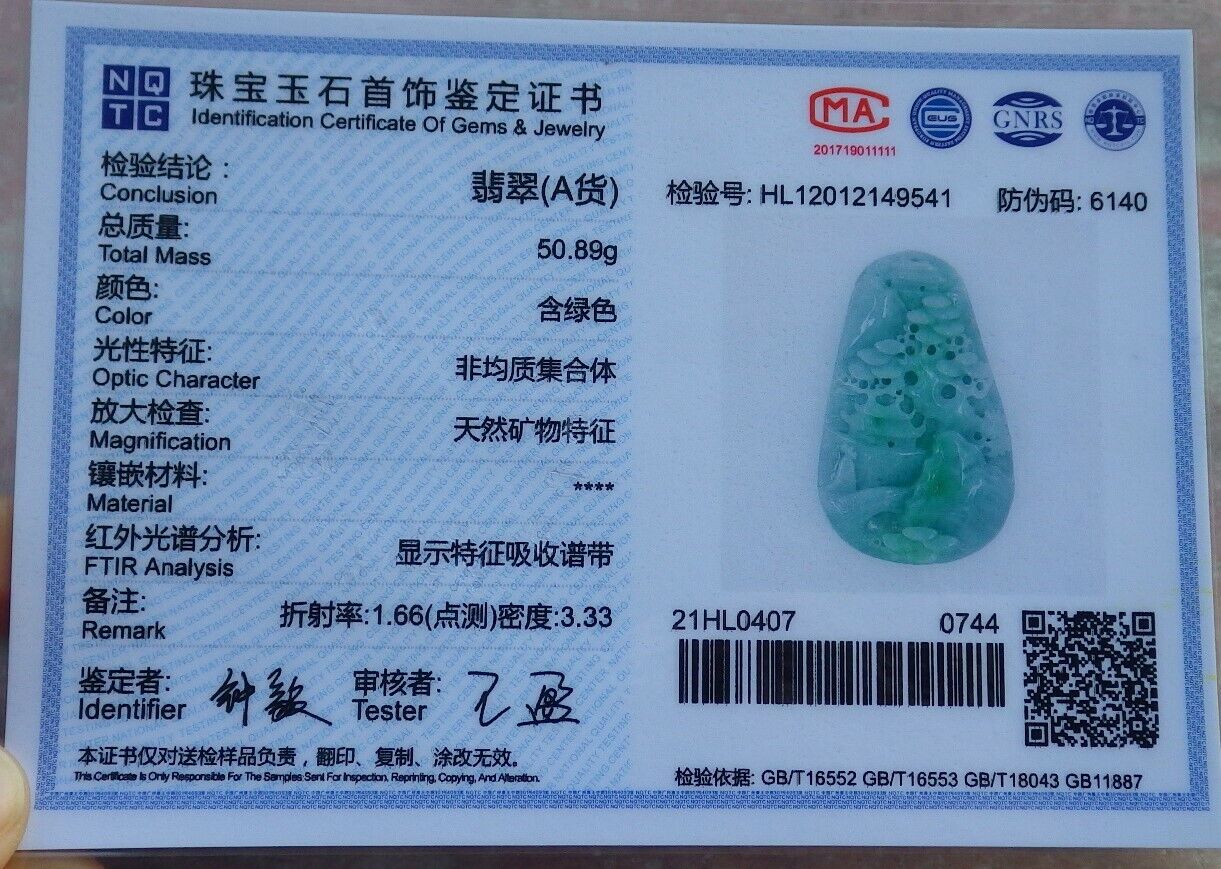 NQ
TC
珠宝玉石首饰鉴定证书
Identification Certificate Of Gems & Jewelry
MA
201719011111
GNRS
检验结论：
Conclusion
翡翠(A货)
检验号: HL12012149541
防伪码: 6140
总质量:
Total Mass
50.89g
颜色:
Color
含绿色
光性特征:
Optic Character
非均质集合体
放大检查:
Magnification
天然矿物特征
镶嵌材料:
Material
****
红外光谱分析:
FTIR Analysis
显示特征吸收谱带
备注:
Remark
折射率:1.66(点测)密度:3.33
21HL0407
0744
鉴定者:
Identifier
审核者:
Tester
本证书仅对送检样品负责，翻印、复制、涂改无效。
This Certificate Is Only Responsible For The Samples Sent For Inspection. Reprinting, Copying, And Alteration.
检验依据: GB/T16552 GB/T16553 GB/T18043 GB11887